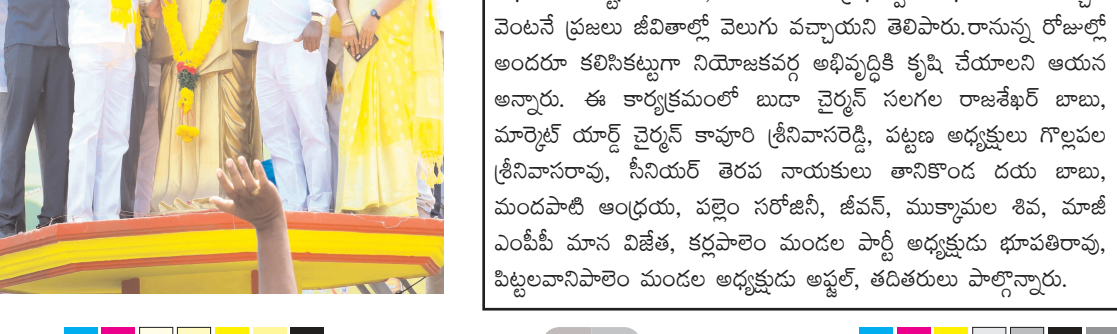 వెంటనే ప్రజలు జీవితాల్లో వెలుగు వచ్చాయని తెలిపారు.రానున్న రోజుల్లో
అందరూ కలిసికట్టుగా నియోజకవర్గ అభివృద్ధికి కృషి చేయాలని ఆయన
అన్నారు. ఈ కార్యక్రమంలో బుడా చైర్మన్ సలగల రాజశేఖర్ బాబు,
మార్కెట్ యార్డ్ చైర్మన్ కావూరి శ్రీనివాసరెడ్డి, పట్టణ అధ్యక్షులు గొల్లపల
శ్రీనివాసరావు, సీనియర్ తెరప నాయకులు తానికొండ దయ బాబు,
మందపాటి ఆంధ్రయ, పల్లెం సరోజినీ, జీవన్, ముక్కామల శివ, మాజీ
ఎంపీపీ మాన విజేత, కర్లపాలెం మండల పార్టీ అధ్యక్షుడు భూపతిరావు,
పిట్టలవానిపాలెం మండల అధ్యక్షుడు అఫ్జల్, తదితరులు పాల్గొన్నారు.